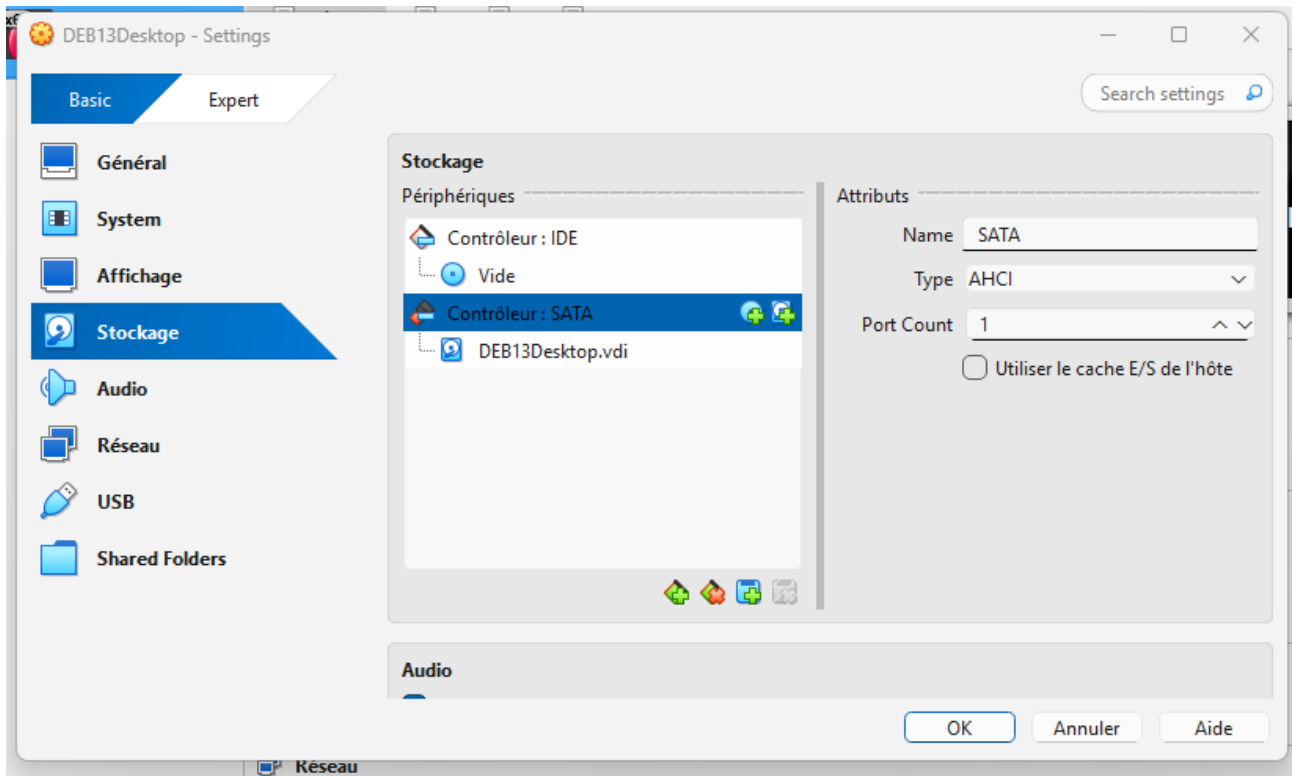 DEB13Desktop - Settings
Basic
Expert
Search settings
Général
System
Affichage
Stockage
Audio
Réseau
USB
Shared Folders
Stockage
Périphériques
Contrôleur : IDE
Vide
Contrôleur : SATA
DEB13Desktop.vdi
Attributs
Name SATA
Type AHCI
Port Count 1
Utiliser le cache E/S de l'hôte
Audio
OK
Annuler
Aide
Réseau